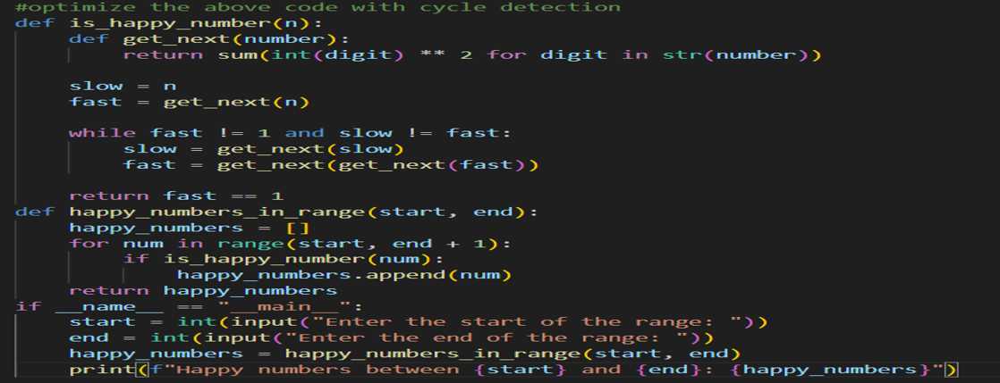 #optimize the above code with cycle detection
def is_happy_number(n):
    def get_next(number):
        return sum(int(digit) ** 2 for digit in str(number))

    slow = n
    fast = get_next(n)

    while fast != 1 and slow != fast:
        slow = get_next(slow)
        fast = get_next(get_next(fast))

    return fast == 1
def happy_numbers_in_range(start, end):
    happy_numbers = []
    for num in range(start, end + 1):
        if is_happy_number(num):
            happy_numbers.append(num)
    return happy_numbers
if __name__ == "__main__":
    start = int(input("Enter the start of the range: "))
    end = int(input("Enter the end of the range: "))
    happy_numbers = happy_numbers_in_range(start, end)
    print(f"Happy numbers between {start} and {end}: {happy_numbers}")